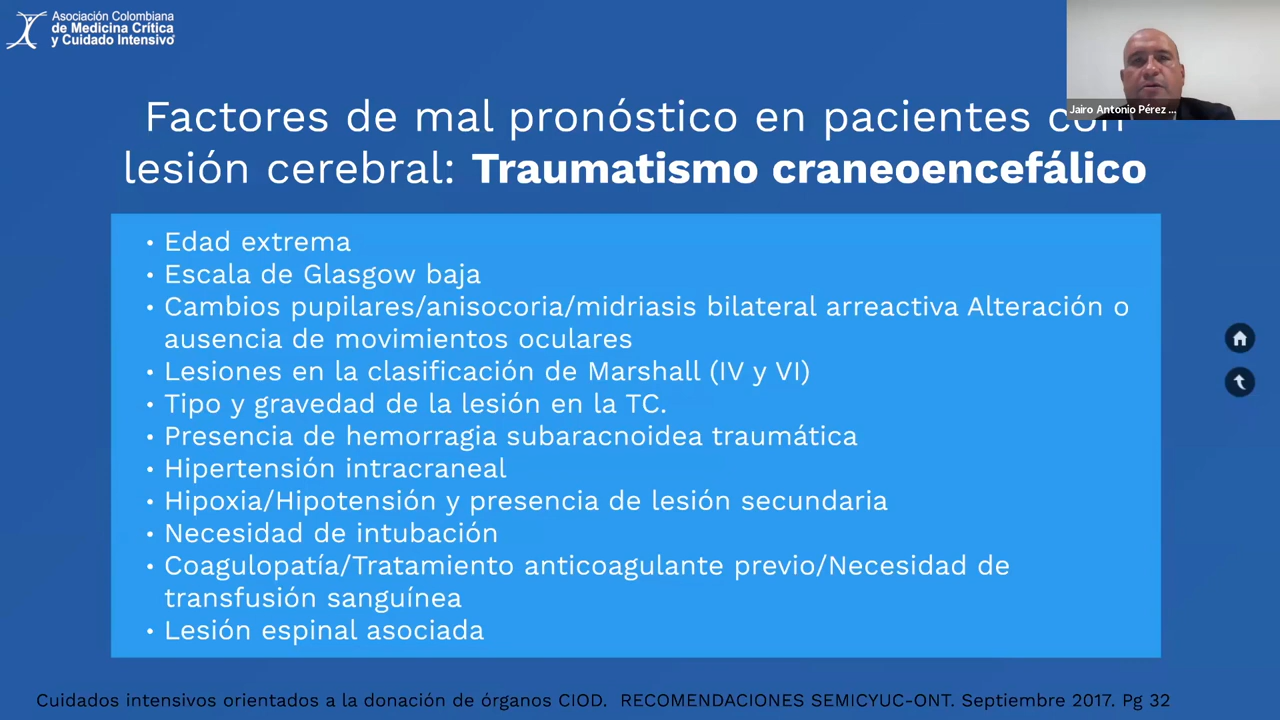 Asociación Colombiana
de Medicina Crítica
y Cuidado Intensivo
Jairo Antonio Pérez ...
Factores de mal pronóstico en pacientes con
lesión cerebral: Traumatismo craneoencefálico
• Edad extrema
• Escala de Glasgow baja
• Cambios pupilares/anisocoria/midriasis bilateral arreactiva Alteración o
ausencia de movimientos oculares
• Lesiones en la clasificación de Marshall (IV y VI)
• Tipo y gravedad de la lesión en la TC.
• Presencia de hemorragia subaracnoidea traumática
• Hipertensión intracraneal
• Hipoxia/Hipotensión y presencia de lesión secundaria
• Necesidad de intubación
• Coagulopatía/Tratamiento anticoagulante previo/Necesidad de
transfusión sanguínea
• Lesión espinal asociada
Cuidados intensivos orientados a la donación de órganos CIOD. RECOMENDACIONES SEMICYUC-ONT. Septiembre 2017. Pg 32